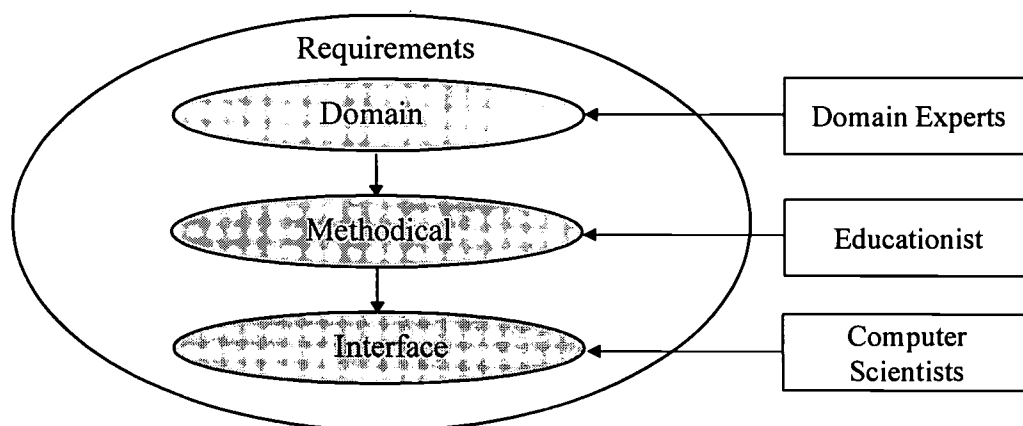 Requirements
Domain
Domain Experts
Methodical
Educationist
Interface
Computer
Scientists